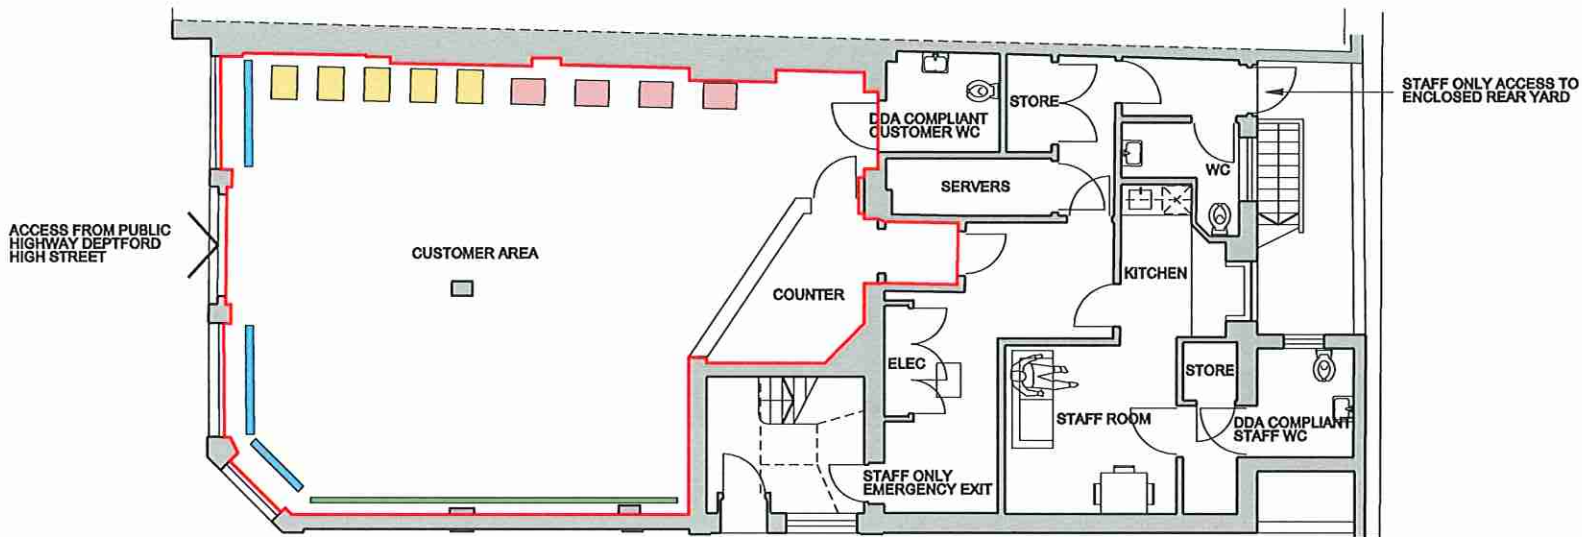 STAFF ONLY ACCESS TO
ENCLOSED REAR YARD
STORE
DDA COMPLIANT
CUSTOMER WC
WC
SERVERS
ACCESS FROM PUBLIC
HIGHWAY DEPTFORD
HIGH STREET
CUSTOMER AREA
KITCHEN
COUNTER
ELEC
STORE
STAFF ROOM
DDA COMPLIANT
STAFF WC
STAFF ONLY
EMERGENCY EXIT